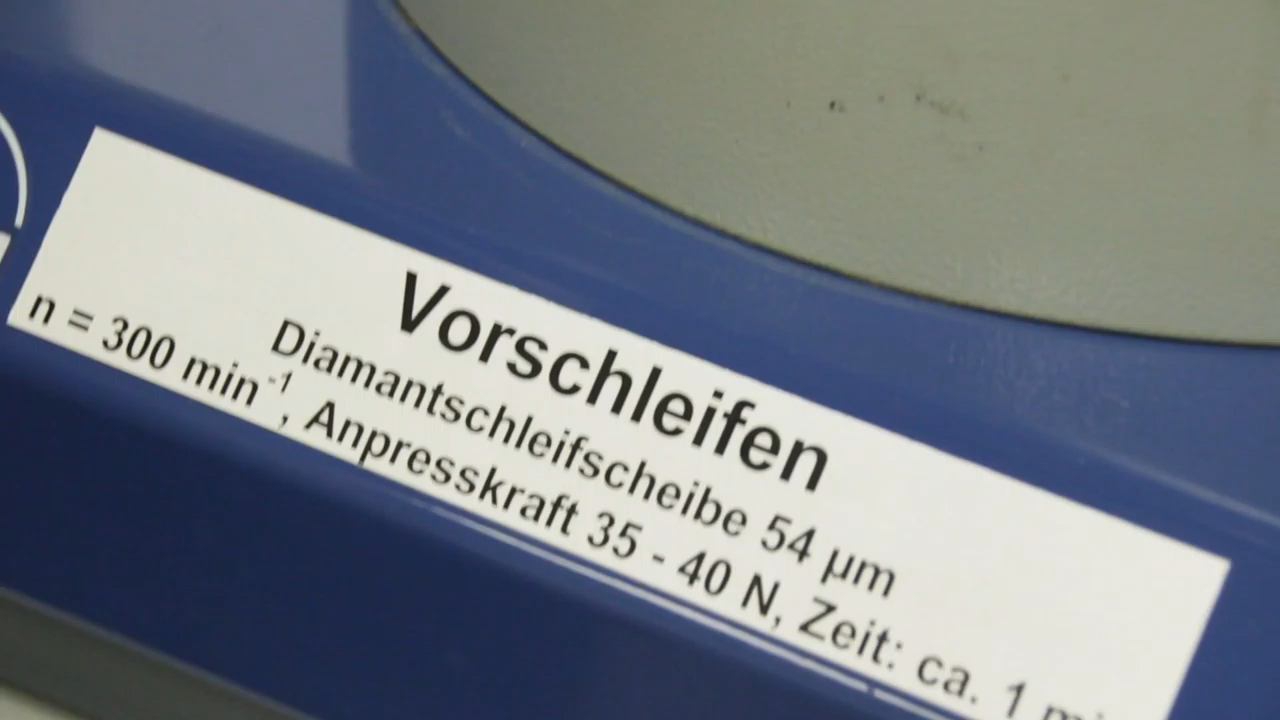 Vorschleifen
Diamantschleifscheibe 54 µm
n = 300 min⁻¹, Anpresskraft 35 - 40 N, Zeit: ca. 1